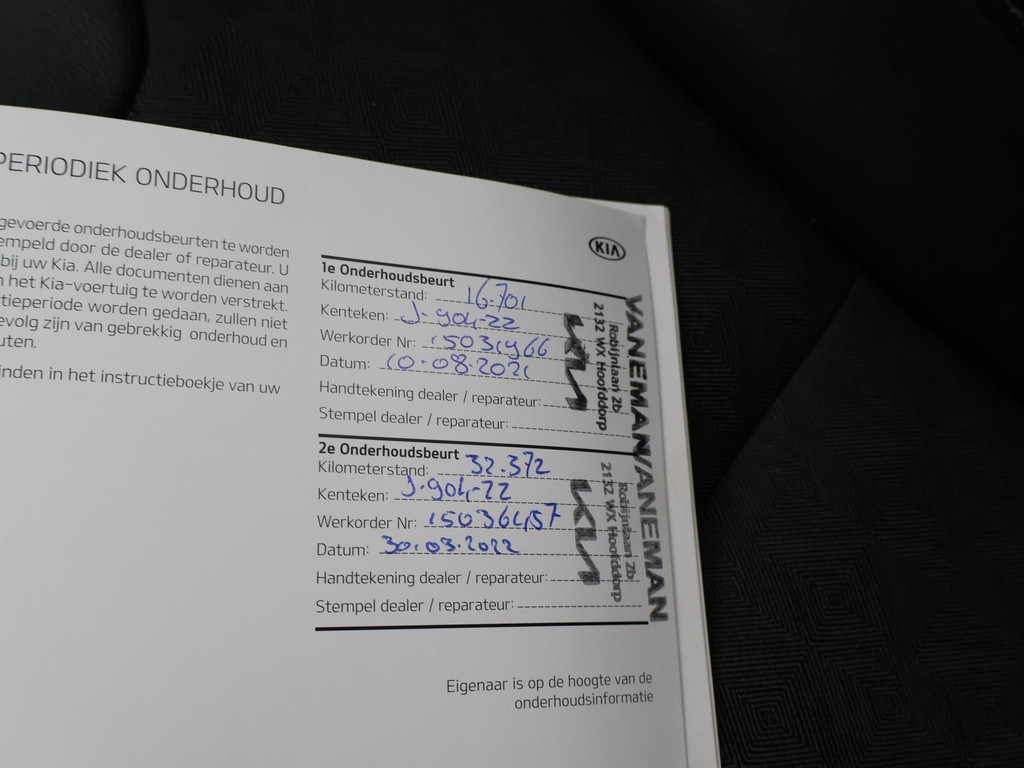 PERIODIEK ONDERHOUD
gevoerde onderhoudsbeurten te worden
empeld door de dealer of reparateur. U
bij uw Kia. Alle documenten dienen aan
het Kia-voertuig te worden verstrekt.
tieperiode worden gedaan, zullen niet
evolg zijn van gebrekkig onderhoud en
uten.
inden in het instructieboekje van uw
KIA
1e Onderhoudsbeurt
Kilometerstand: 16.701
Kenteken: J-904-22
Werkorder Nr:
Datum: 10-08-2021
Handtekening dealer / reparateur:
Stempel dealer / reparateur:
VANEMAN
Robijnlaan 2b
2132 WX Hoofddorp
KIA
2e Onderhoudsbeurt
Kilometerstand: 32.372
Kenteken: J-904-22
Werkorder Nr:
Datum: 30.03.2022
Handtekening dealer / reparateur:
Stempel dealer / reparateur:
VANEMAN
Robijnlaan 2b
2132 WX Hoofddorp
KIA
Eigenaar is op de hoogte van de
onderhoudsinformatie